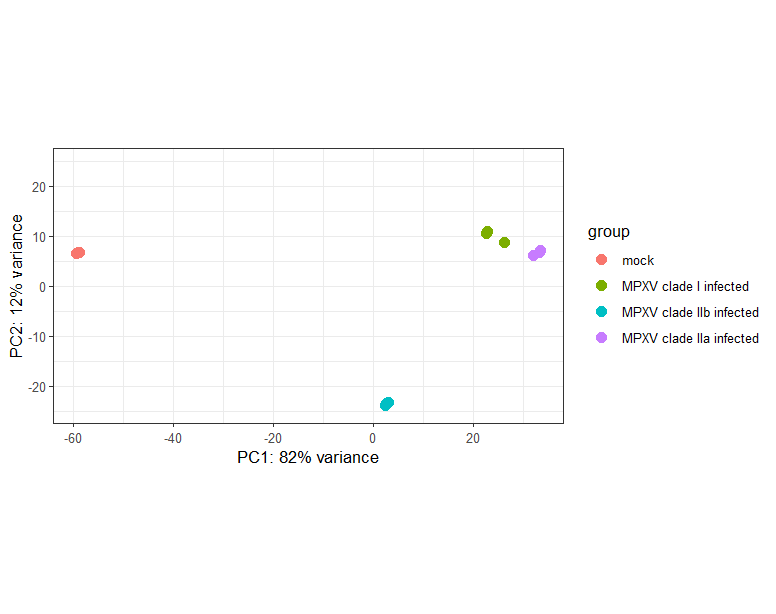 20
10
0
-10
-20
PC2: 12% variance
-60
-40
-20
0
20
PC1: 82% variance
group
mock
MPXV clade I infected
MPXV clade IIb infected
MPXV clade IIa infected